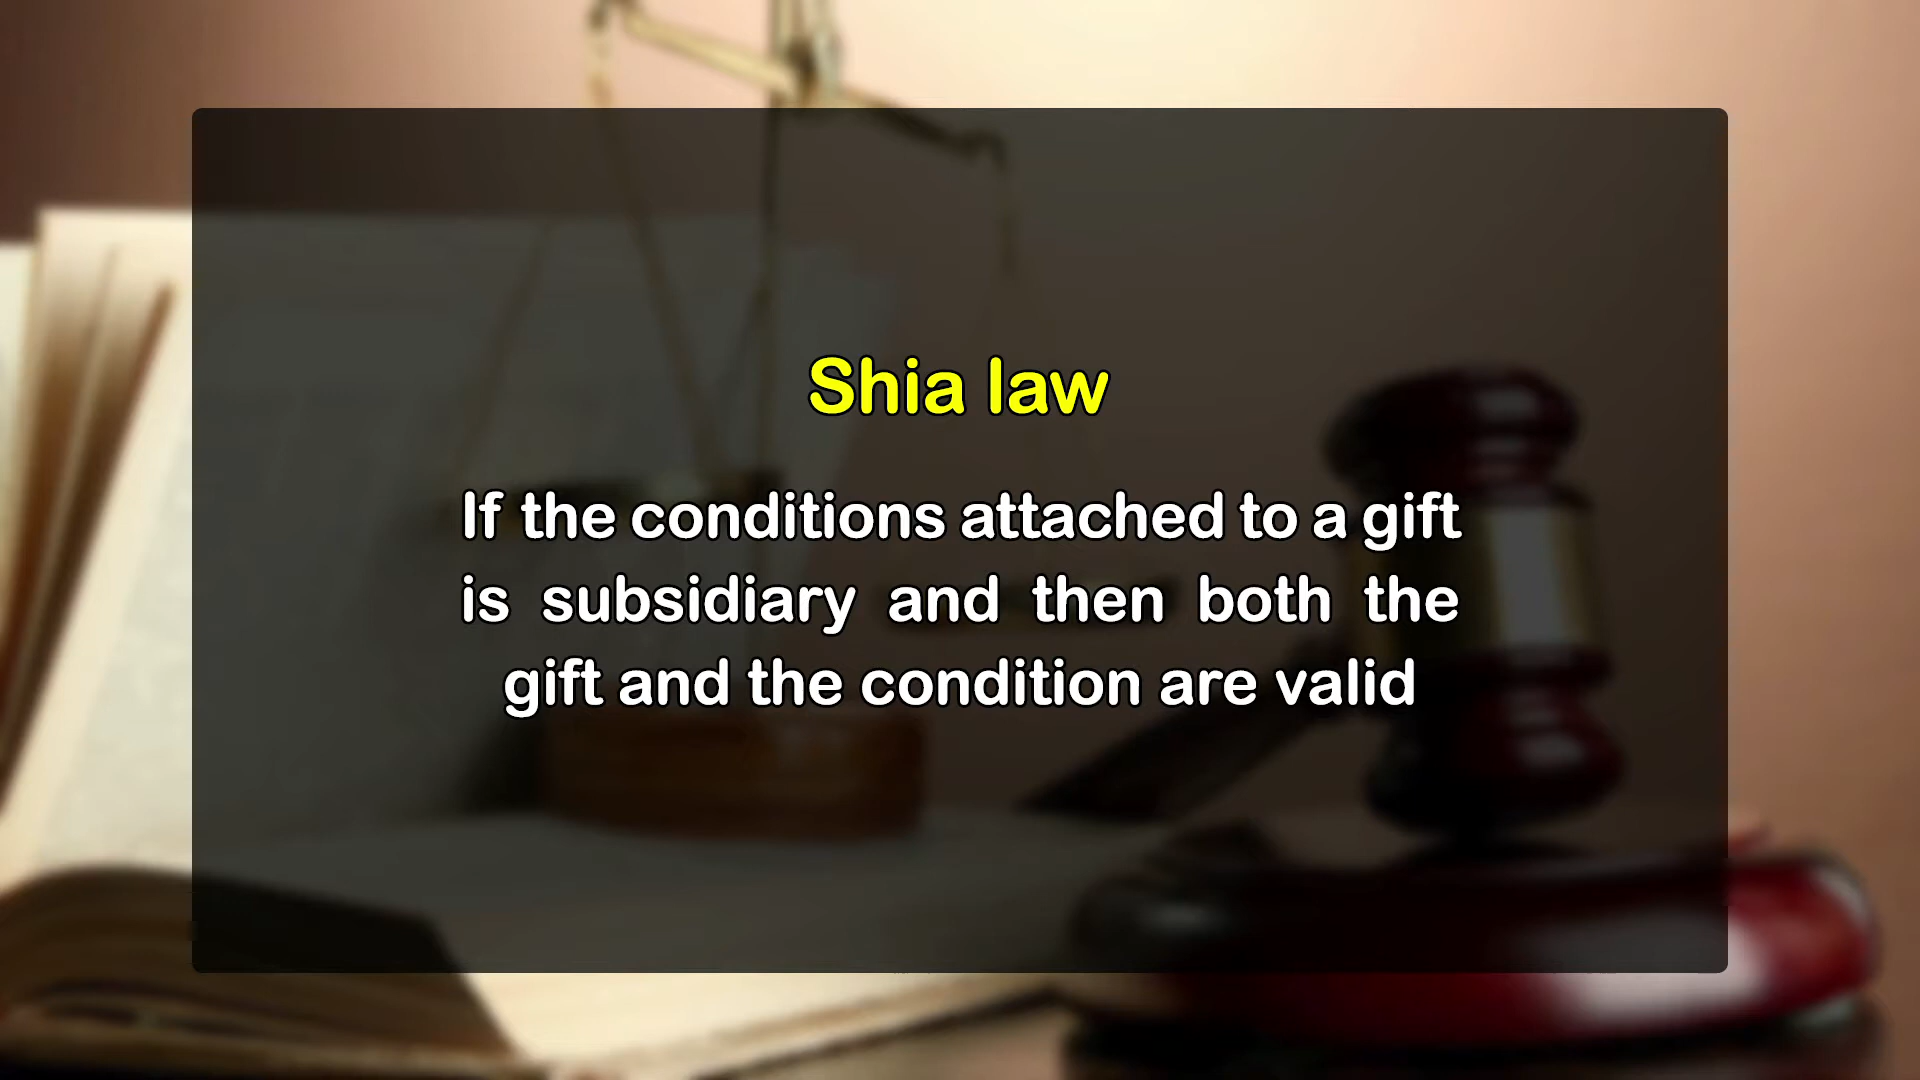 Shia law
If the conditions attached to a gift
is subsidiary and then both the
gift and the condition are valid